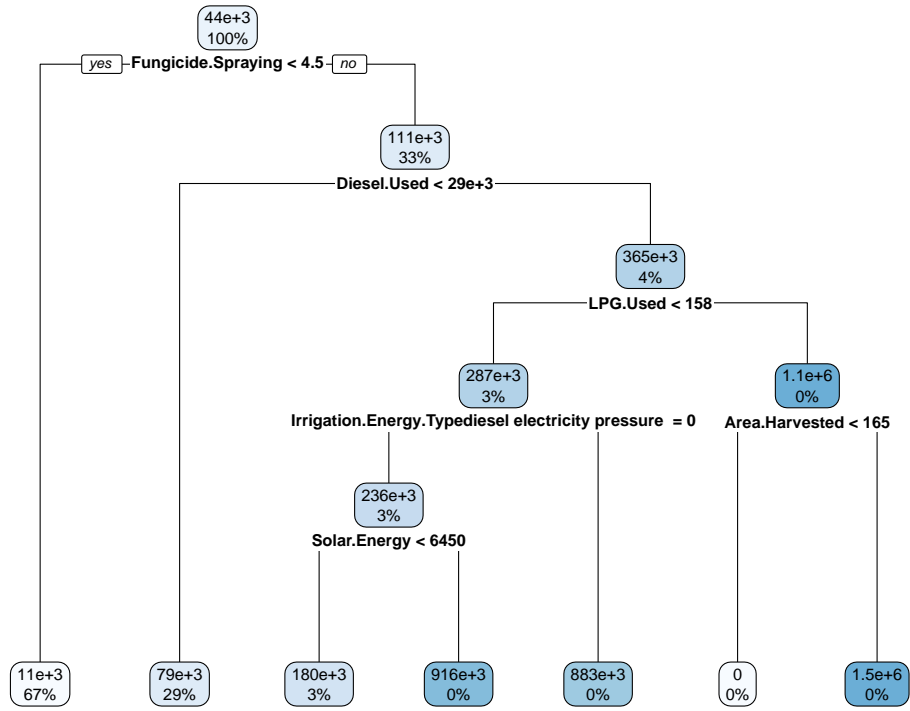 44e+3
100%
yes Fungicide.Spraying < 4.5 no
111e+3
33%
Diesel.Used < 29e+3
365e+3
4%
LPG.Used < 158
287e+3
3%
1.1e+6
0%
Irrigation.Energy.Typediesel electricity pressure = 0
Area.Harvested < 165
236e+3
3%
Solar.Energy < 6450
11e+3
67%
79e+3
29%
180e+3
3%
916e+3
0%
883e+3
0%
0
0%
1.5e+6
0%